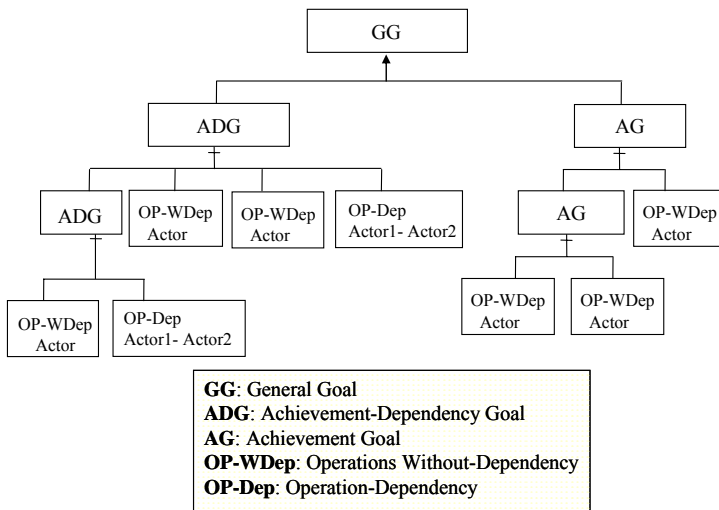 GG
ADG
AG
ADG
OP-WDep
Actor
OP-WDep
Actor
OP-Dep
Actor1- Actor2
AG
OP-WDep
Actor
OP-WDep
Actor
OP-Dep
Actor1- Actor2
OP-WDep
Actor
OP-WDep
Actor
GG: General Goal
ADG: Achievement-Dependency Goal
AG: Achievement Goal
OP-WDep: Operations Without-Dependency
OP-Dep: Operation-Dependency